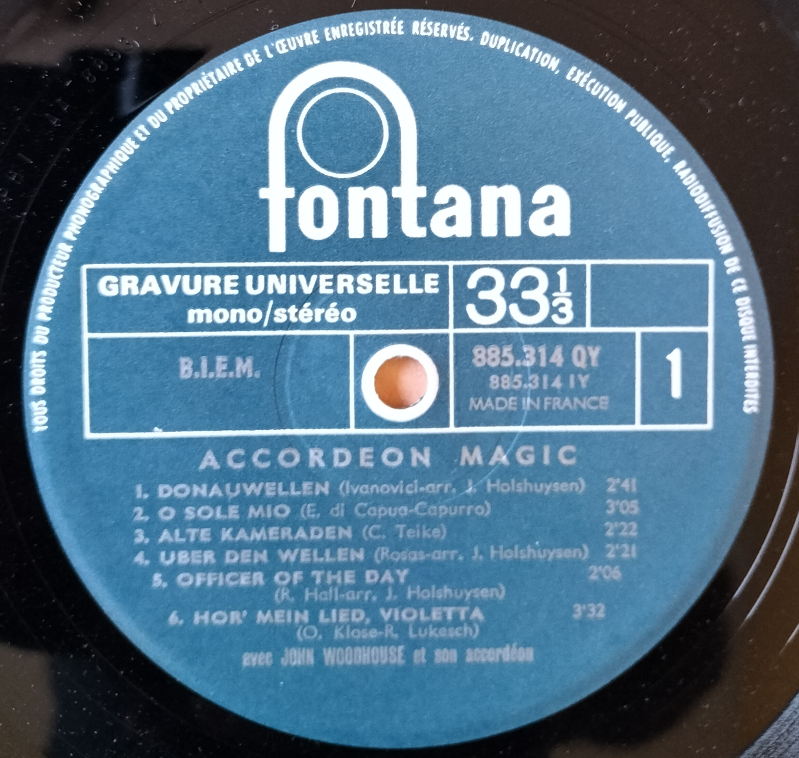 TOUS DROITS DU PRODUCTEUR PHONOGRAPHIQUE ET DU PROPRIÉTAIRE DE L'ŒUVRE ENREGISTRÉE RÉSERVÉS. DUPLICATION, EXÉCUTION PUBLIQUE, RADIODIFFUSION DE CE DISQUE INTERDITES
fontana
GRAVURE UNIVERSELLE
mono/stéréo
33 1/3
B.I.E.M.
885.314 QY
885.314 IY
MADE IN FRANCE
1
ACCORDEON MAGIC
1. DONAUWELLEN (Ivanovici-arr. J. Holshuysen) 2'41
2. O SOLE MIO (E. di Capua-Capurro) 3'05
3. ALTE KAMERADEN (C. Teike) 2'22
4. UBER DEN WELLEN (Rosas-arr. J. Holshuysen) 2'21
5. OFFICER OF THE DAY 2'06
(R. Hall-arr. J. Holshuysen)
6. HOR' MEIN LIED, VIOLETTA 3'32
(O. Klose-R. Lukesch)
avec JOHN WOODHOUSE et son accordéon